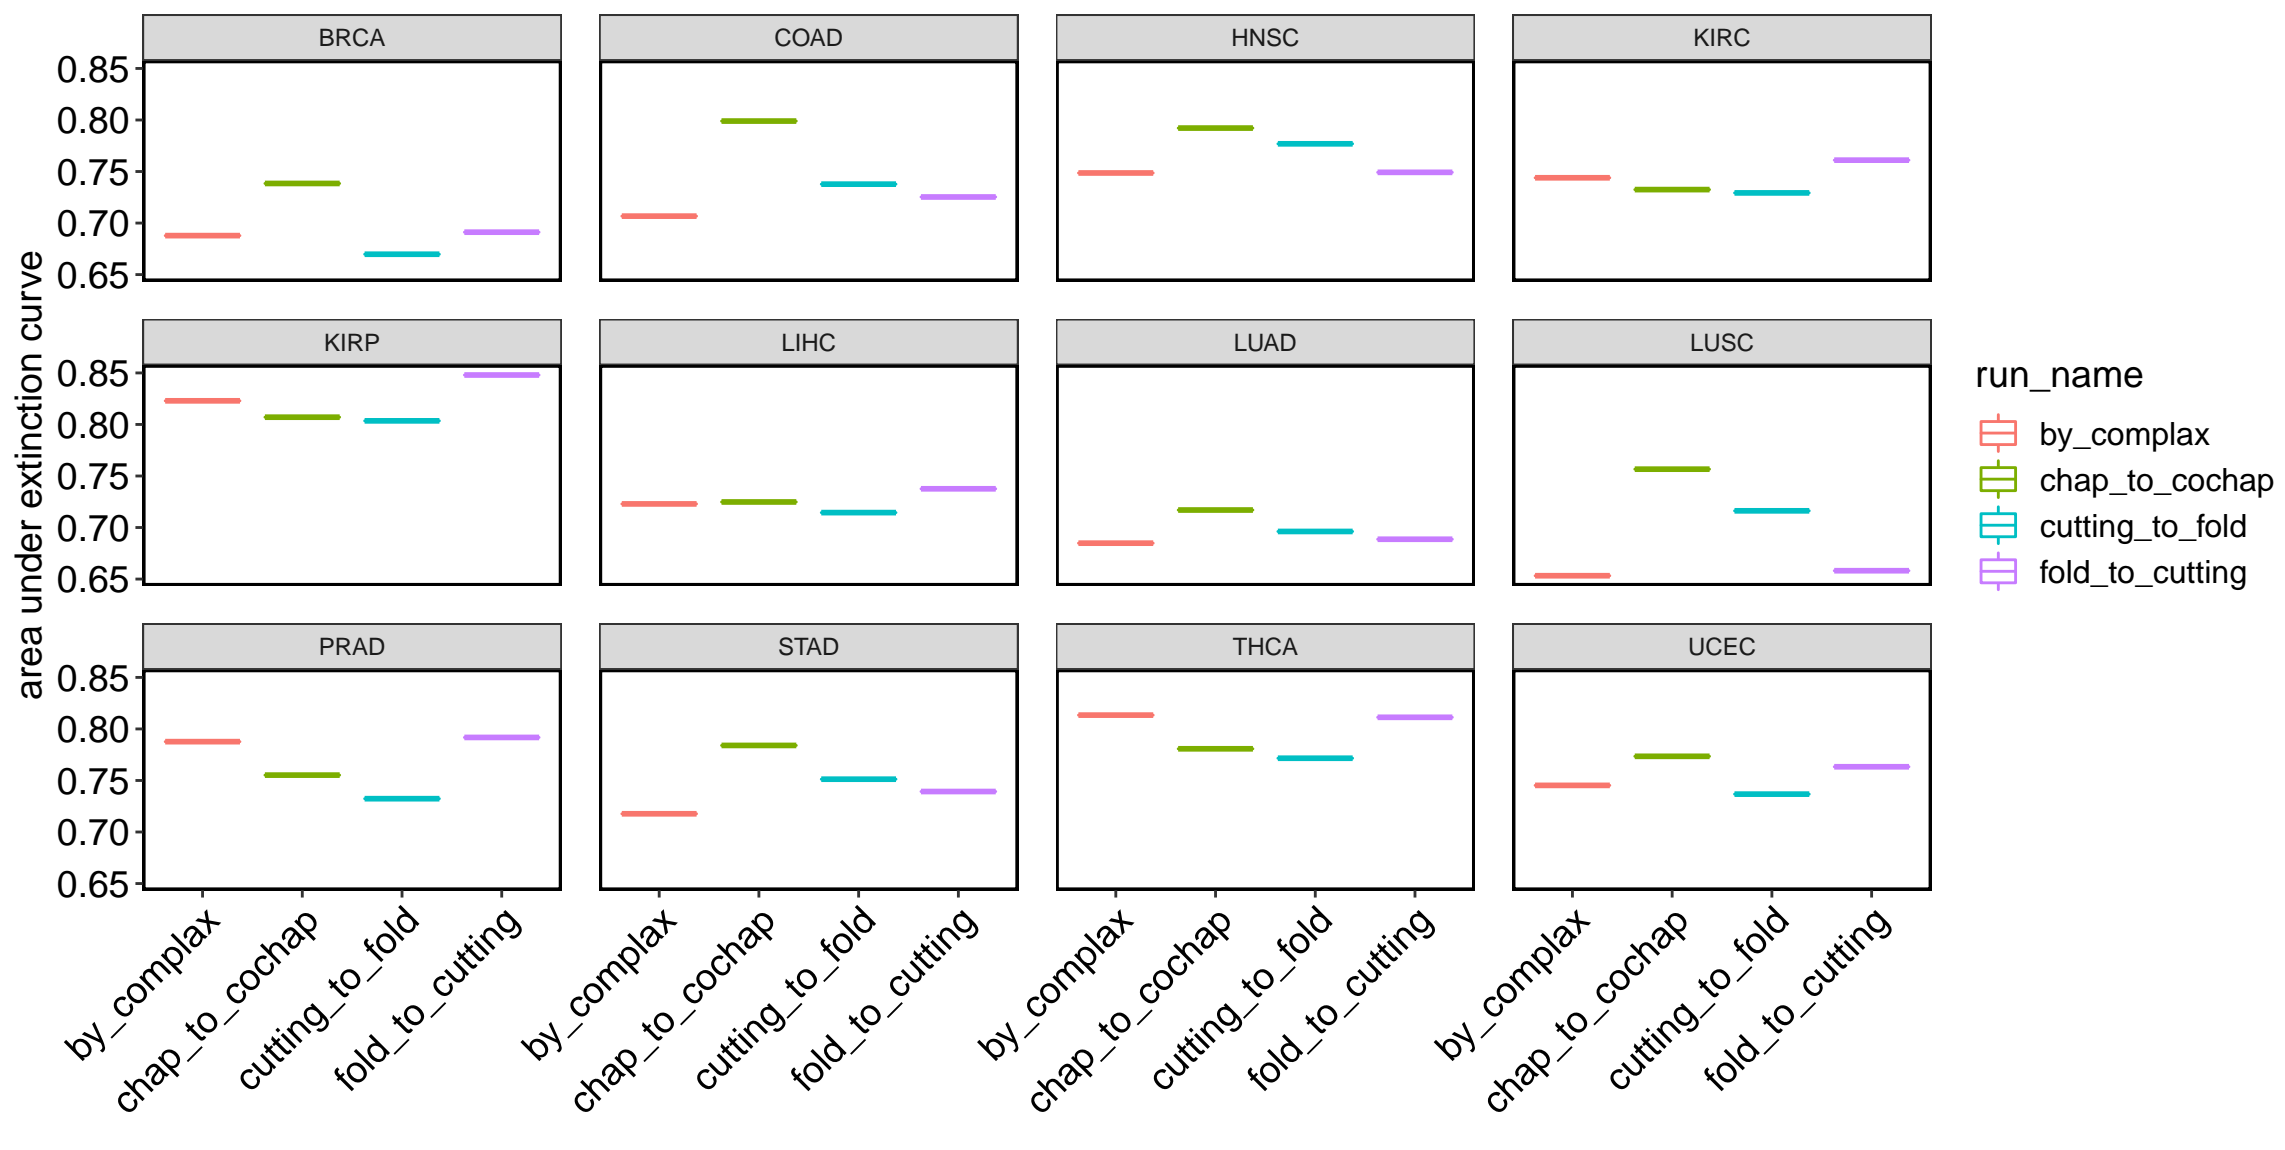 BRCA COAD HNSC KIRC
0.85
0.80
0.75
0.70
0.65
KIRP LIHC LUAD LUSC
0.85
0.80
0.75
0.70
0.65
PRAD STAD THCA UCEC
0.85
0.80
0.75
0.70
0.65
area under extinction curve
by_complax chap_to_cochap cutting_to_fold fold_to_cutting by_complax chap_to_cochap cutting_to_fold fold_to_cutting by_complax chap_to_cochap cutting_to_fold fold_to_cutting by_complax chap_to_cochap cutting_to_fold fold_to_cutting
run_name
by_complax
chap_to_cochap
cutting_to_fold
fold_to_cutting